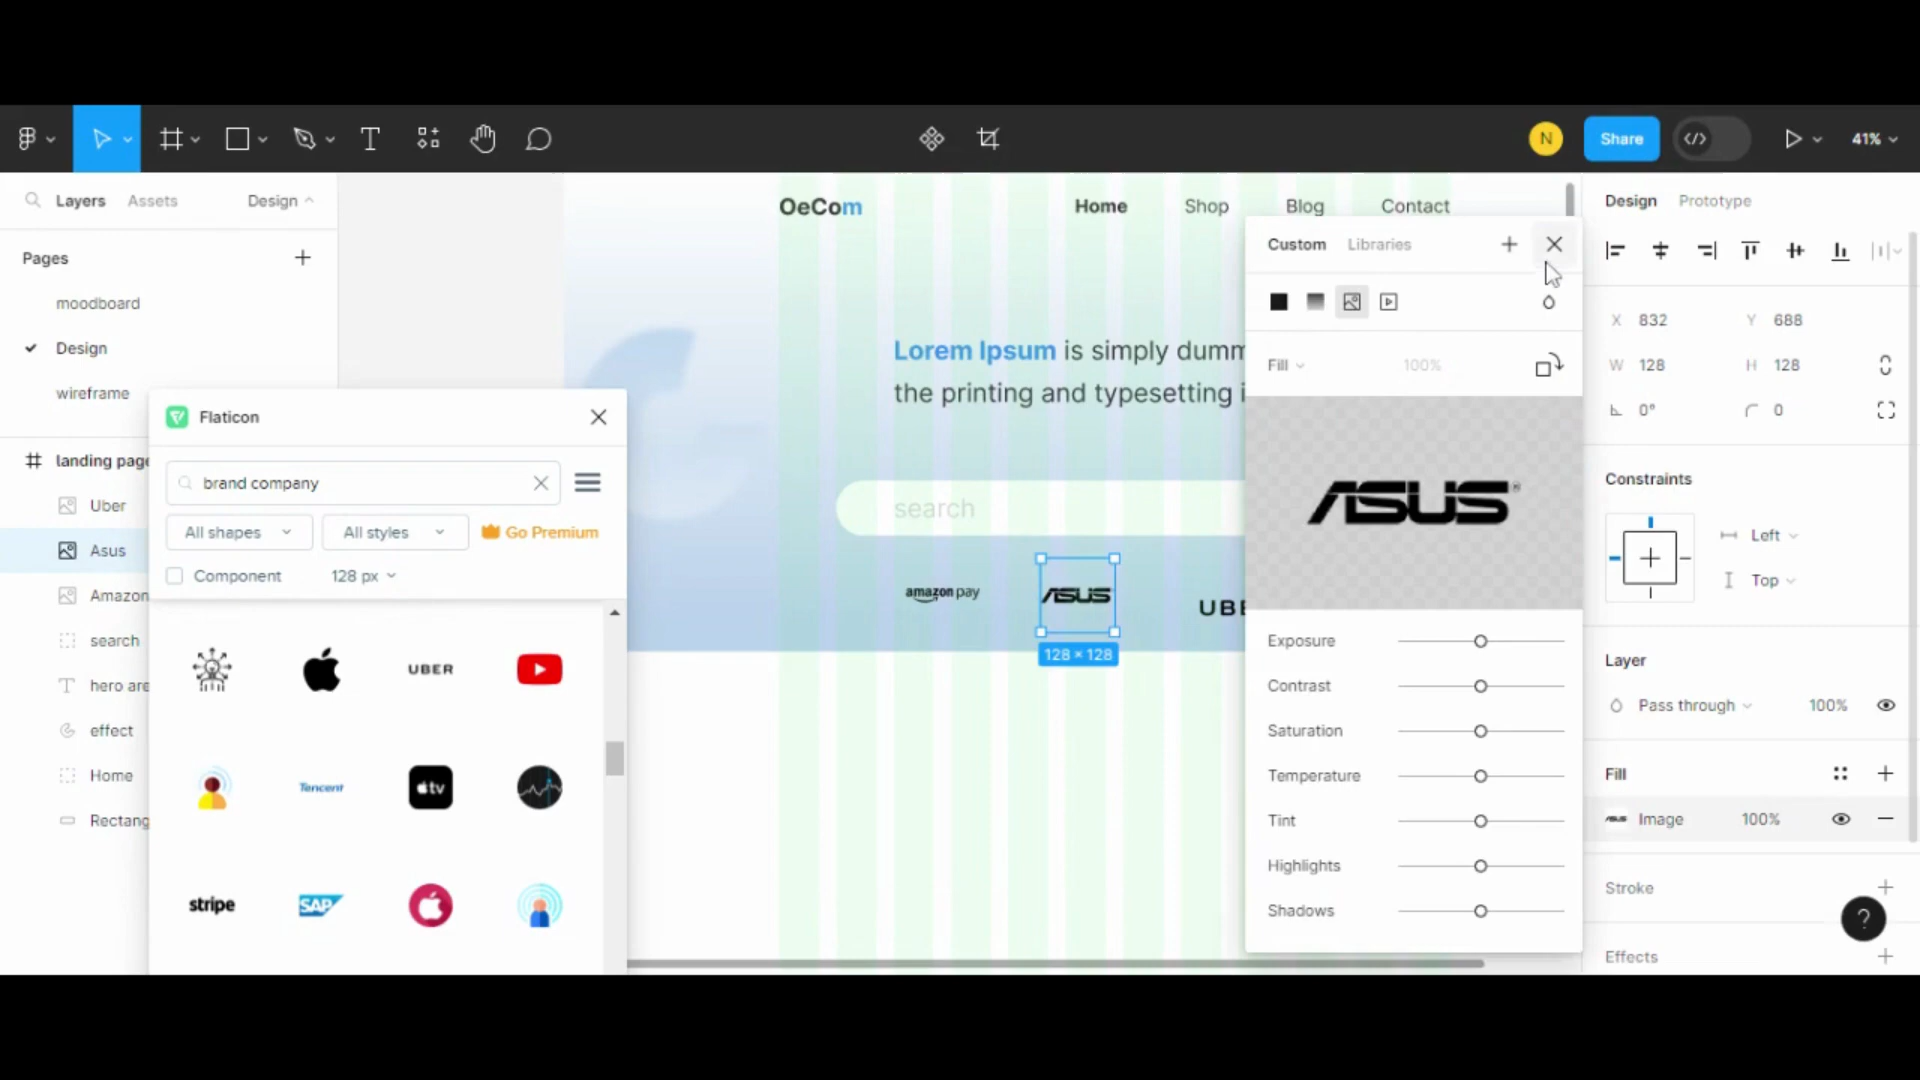 N
Share
41%
Layers
Assets
Design
Pages
moodboard
Design
wireframe
landing page
Uber
Asus
Amazon
search
hero are
effect
Home
Rectang
Flaticon
brand company
All shapes
All styles
Go Premium
Component
128 px
UBER
Tencent
tv
stripe
SAP
OeCom
Home
Shop
Blog
Contact
Lorem Ipsum is simply dumm
the printing and typesetting i
search
amazon pay
ASUS
UBE
128 × 128
Custom
Libraries
Fill
100%
ASUS®
Exposure
Contrast
Saturation
Temperature
Tint
Highlights
Shadows
Design
Prototype
X 832
Y 688
W 128
H 128
0°
0
Constraints
Left
Top
Layer
Pass through
100%
Fill
ASUS
Image
100%
Stroke
?
Effects